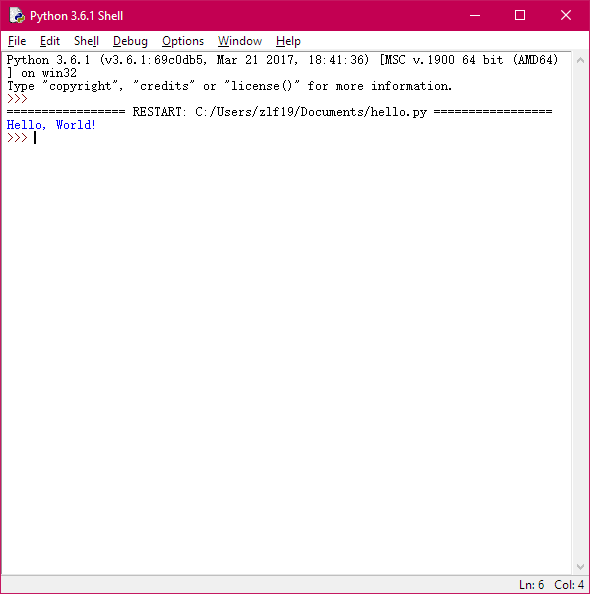 Python 3.6.1 Shell
File Edit Shell Debug Options Window Help
Python 3.6.1 (v3.6.1:69c0db5, Mar 21 2017, 18:41:36) [MSC v.1900 64 bit (AMD64)
] on win32
Type "copyright", "credits" or "license()" for more information.
>>>
================= RESTART: C:/Users/zlf19/Documents/hello.py =================
Hello, World!
>>>
Ln: 6 Col: 4